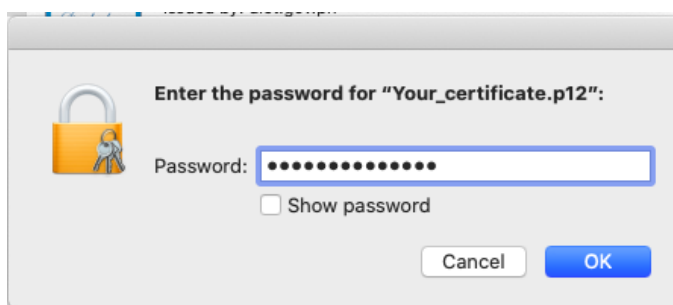 Enter the password for “Your_certificate.p12”:
Password: ••••••••••••••
Show password
Cancel OK